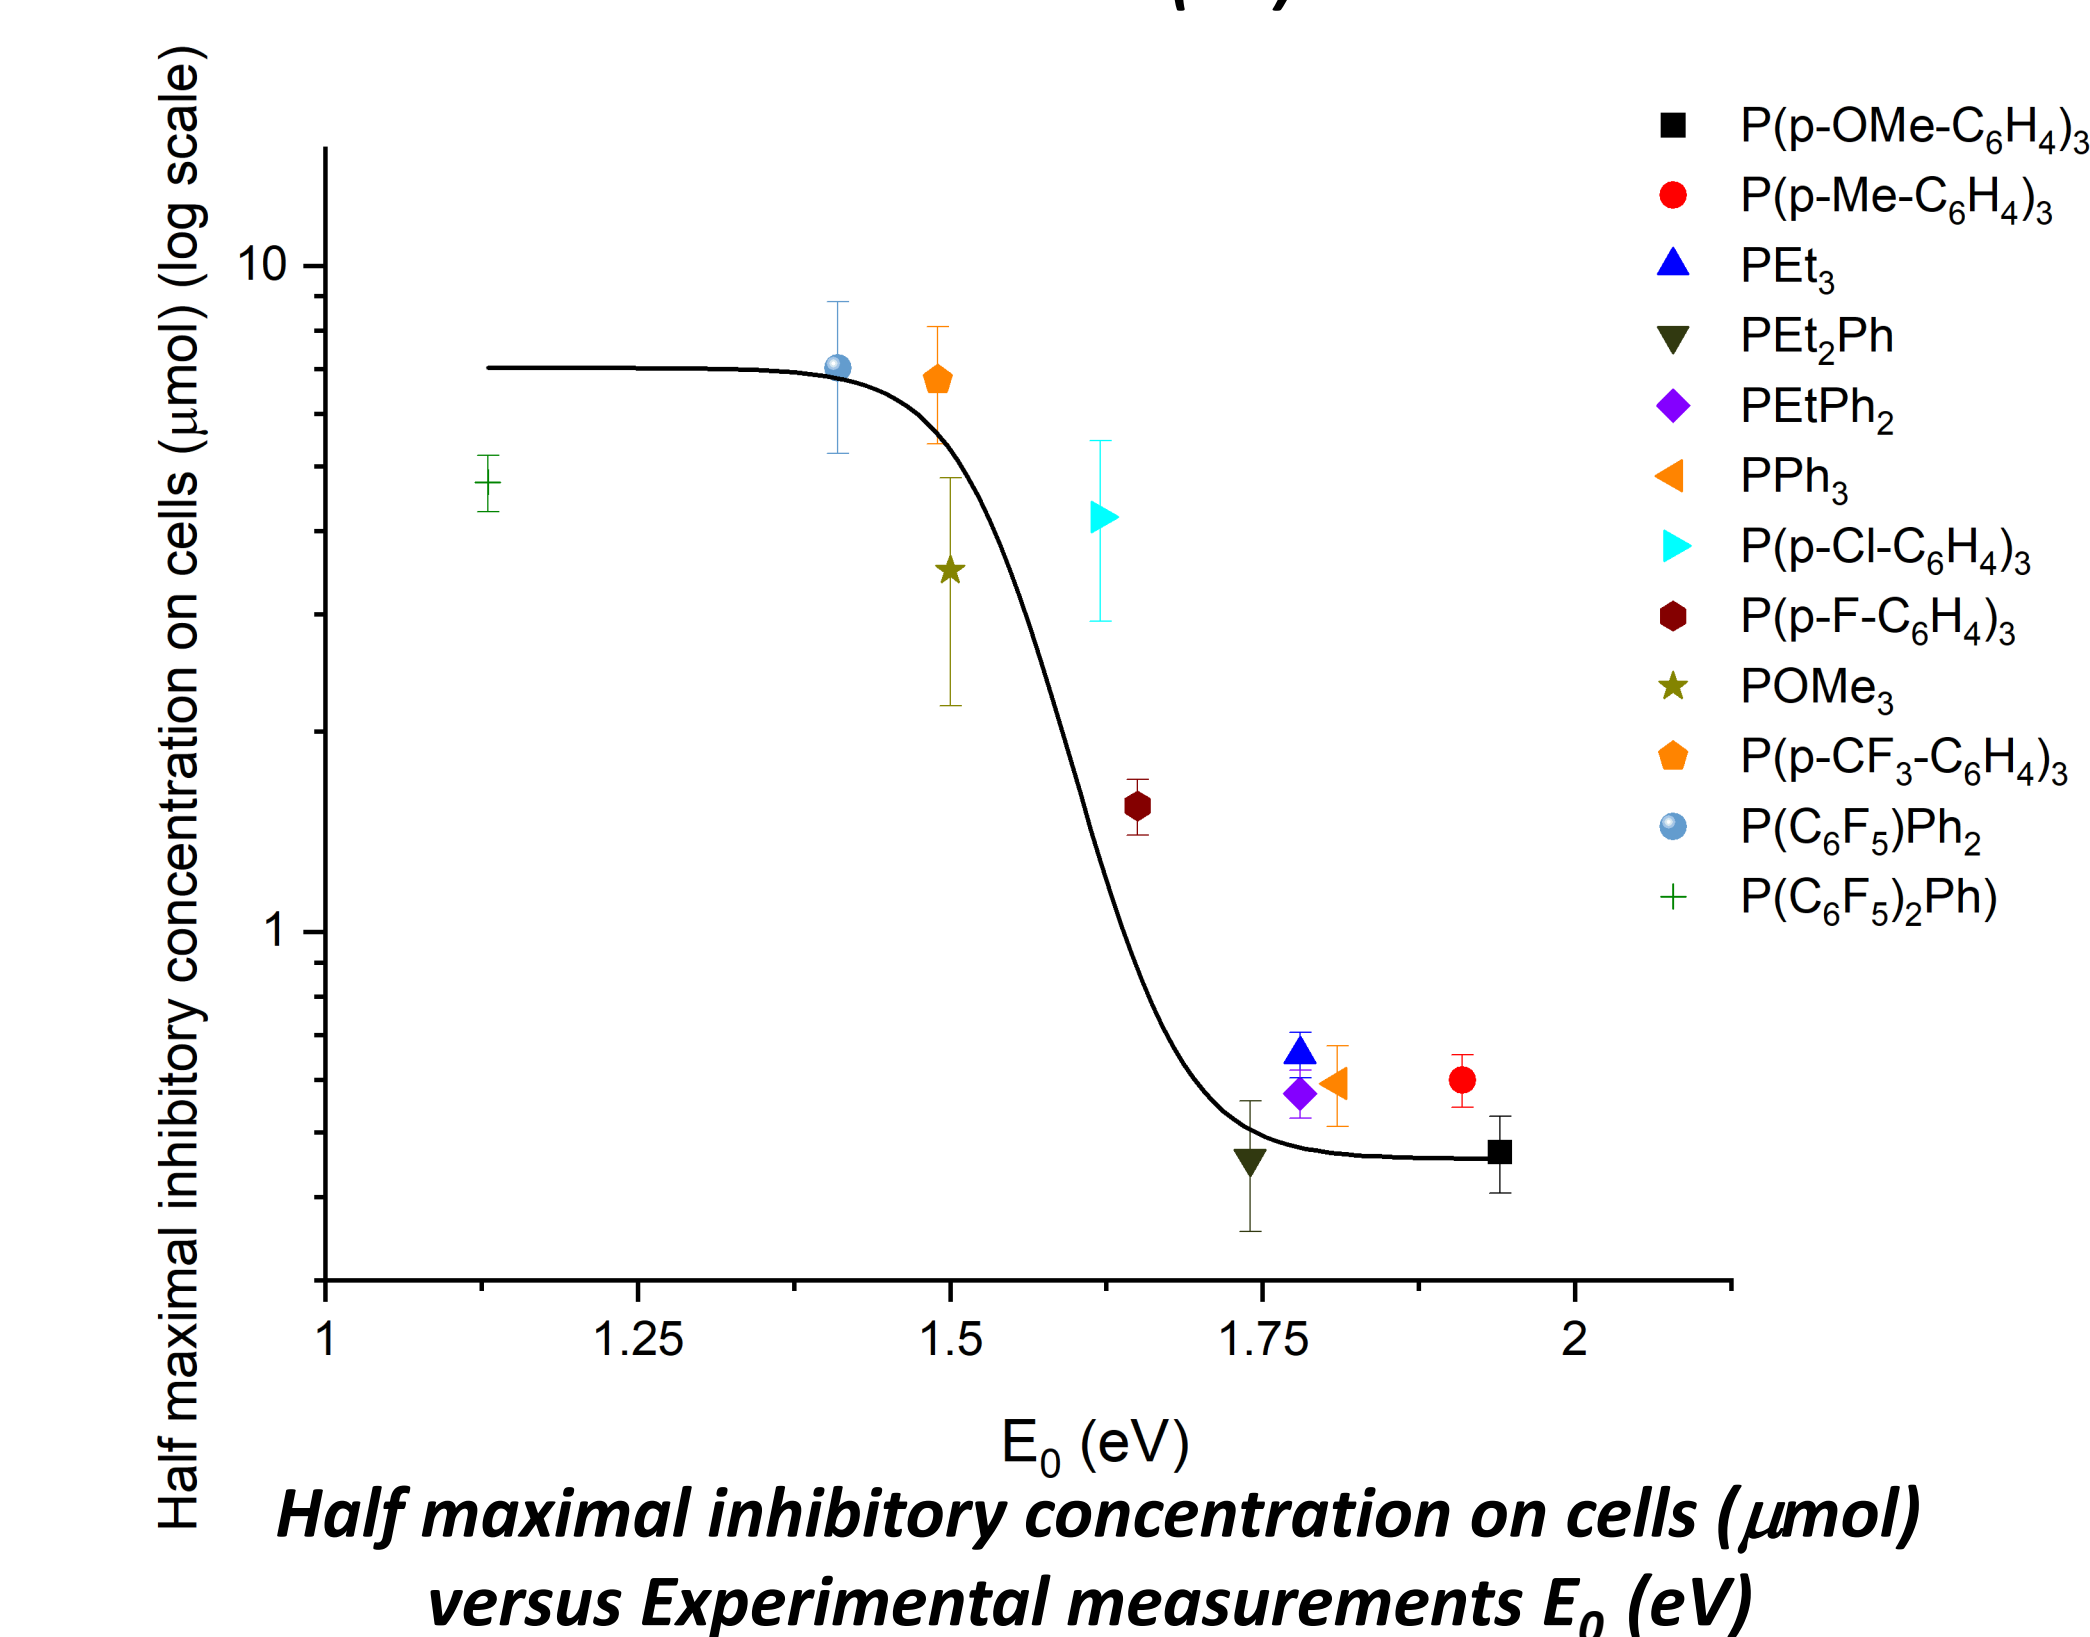 Half maximal inhibitory concentration on cells (μmol) (log scale)
10
1
1
1.25
1.5
1.75
2
E₀ (eV)
P(p-OMe-C₆H₄)₃
P(p-Me-C₆H₄)₃
PEt₃
PEt₂Ph
PEtPh₂
PPh₃
P(p-Cl-C₆H₄)₃
P(p-F-C₆H₄)₃
POMe₃
P(p-CF₃-C₆H₄)₃
P(C₆F₅)Ph₂
P(C₆F₅)₂Ph)
Half maximal inhibitory concentration on cells (μmol)
versus Experimental measurements E₀ (eV)